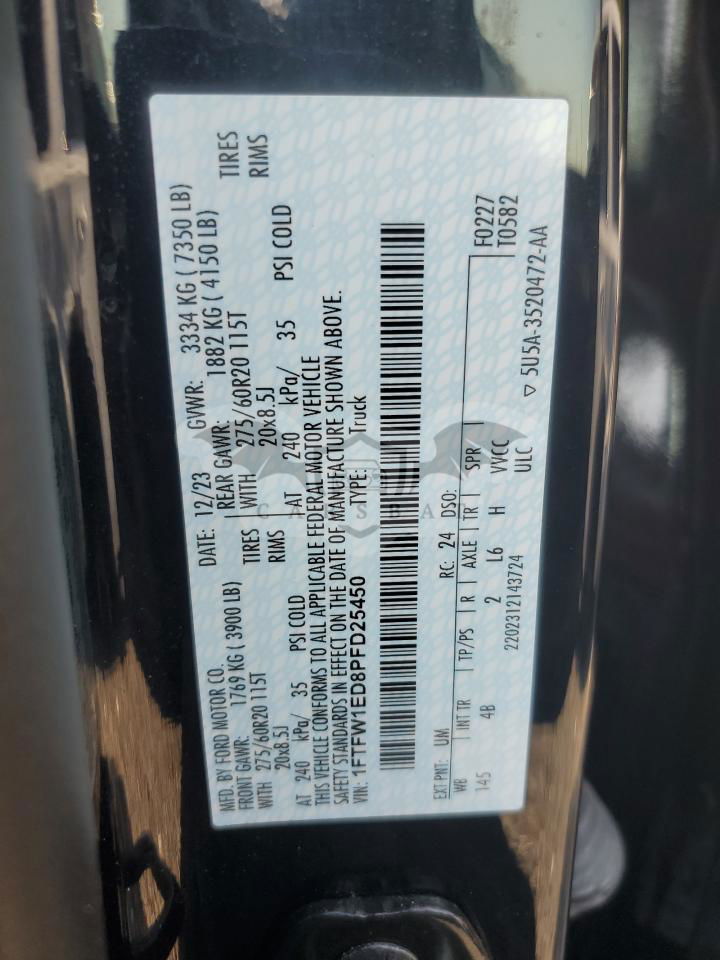 MFD. BY FORD MOTOR CO.
DATE: 12/23 GVWR: 3334 KG ( 7350 LB)
FRONT GAWR: 1769 KG ( 3900 LB) REAR GAWR: 1882 KG ( 4150 LB)
WITH 275/60R20 115T TIRES WITH 275/60R20 115T TIRES
20x8.5J RIMS 20x8.5J RIMS
AT 240 kPa/ 35 PSI COLD AT 240 kPa/ 35 PSI COLD
THIS VEHICLE CONFORMS TO ALL APPLICABLE FEDERAL MOTOR VEHICLE
SAFETY STANDARDS IN EFFECT ON THE DATE OF MANUFACTURE SHOWN ABOVE.
VIN: 1FTFW1ED8PFD25450 TYPE: Truck
EXT PNT: UM RC: 24 DSO: F0227
WB INT TR TP/PS R AXLE TR SPR T0582
145 4B 2 L6 H VVCC
2202312143724 ULC
▽ 5U5A-3520472-AA